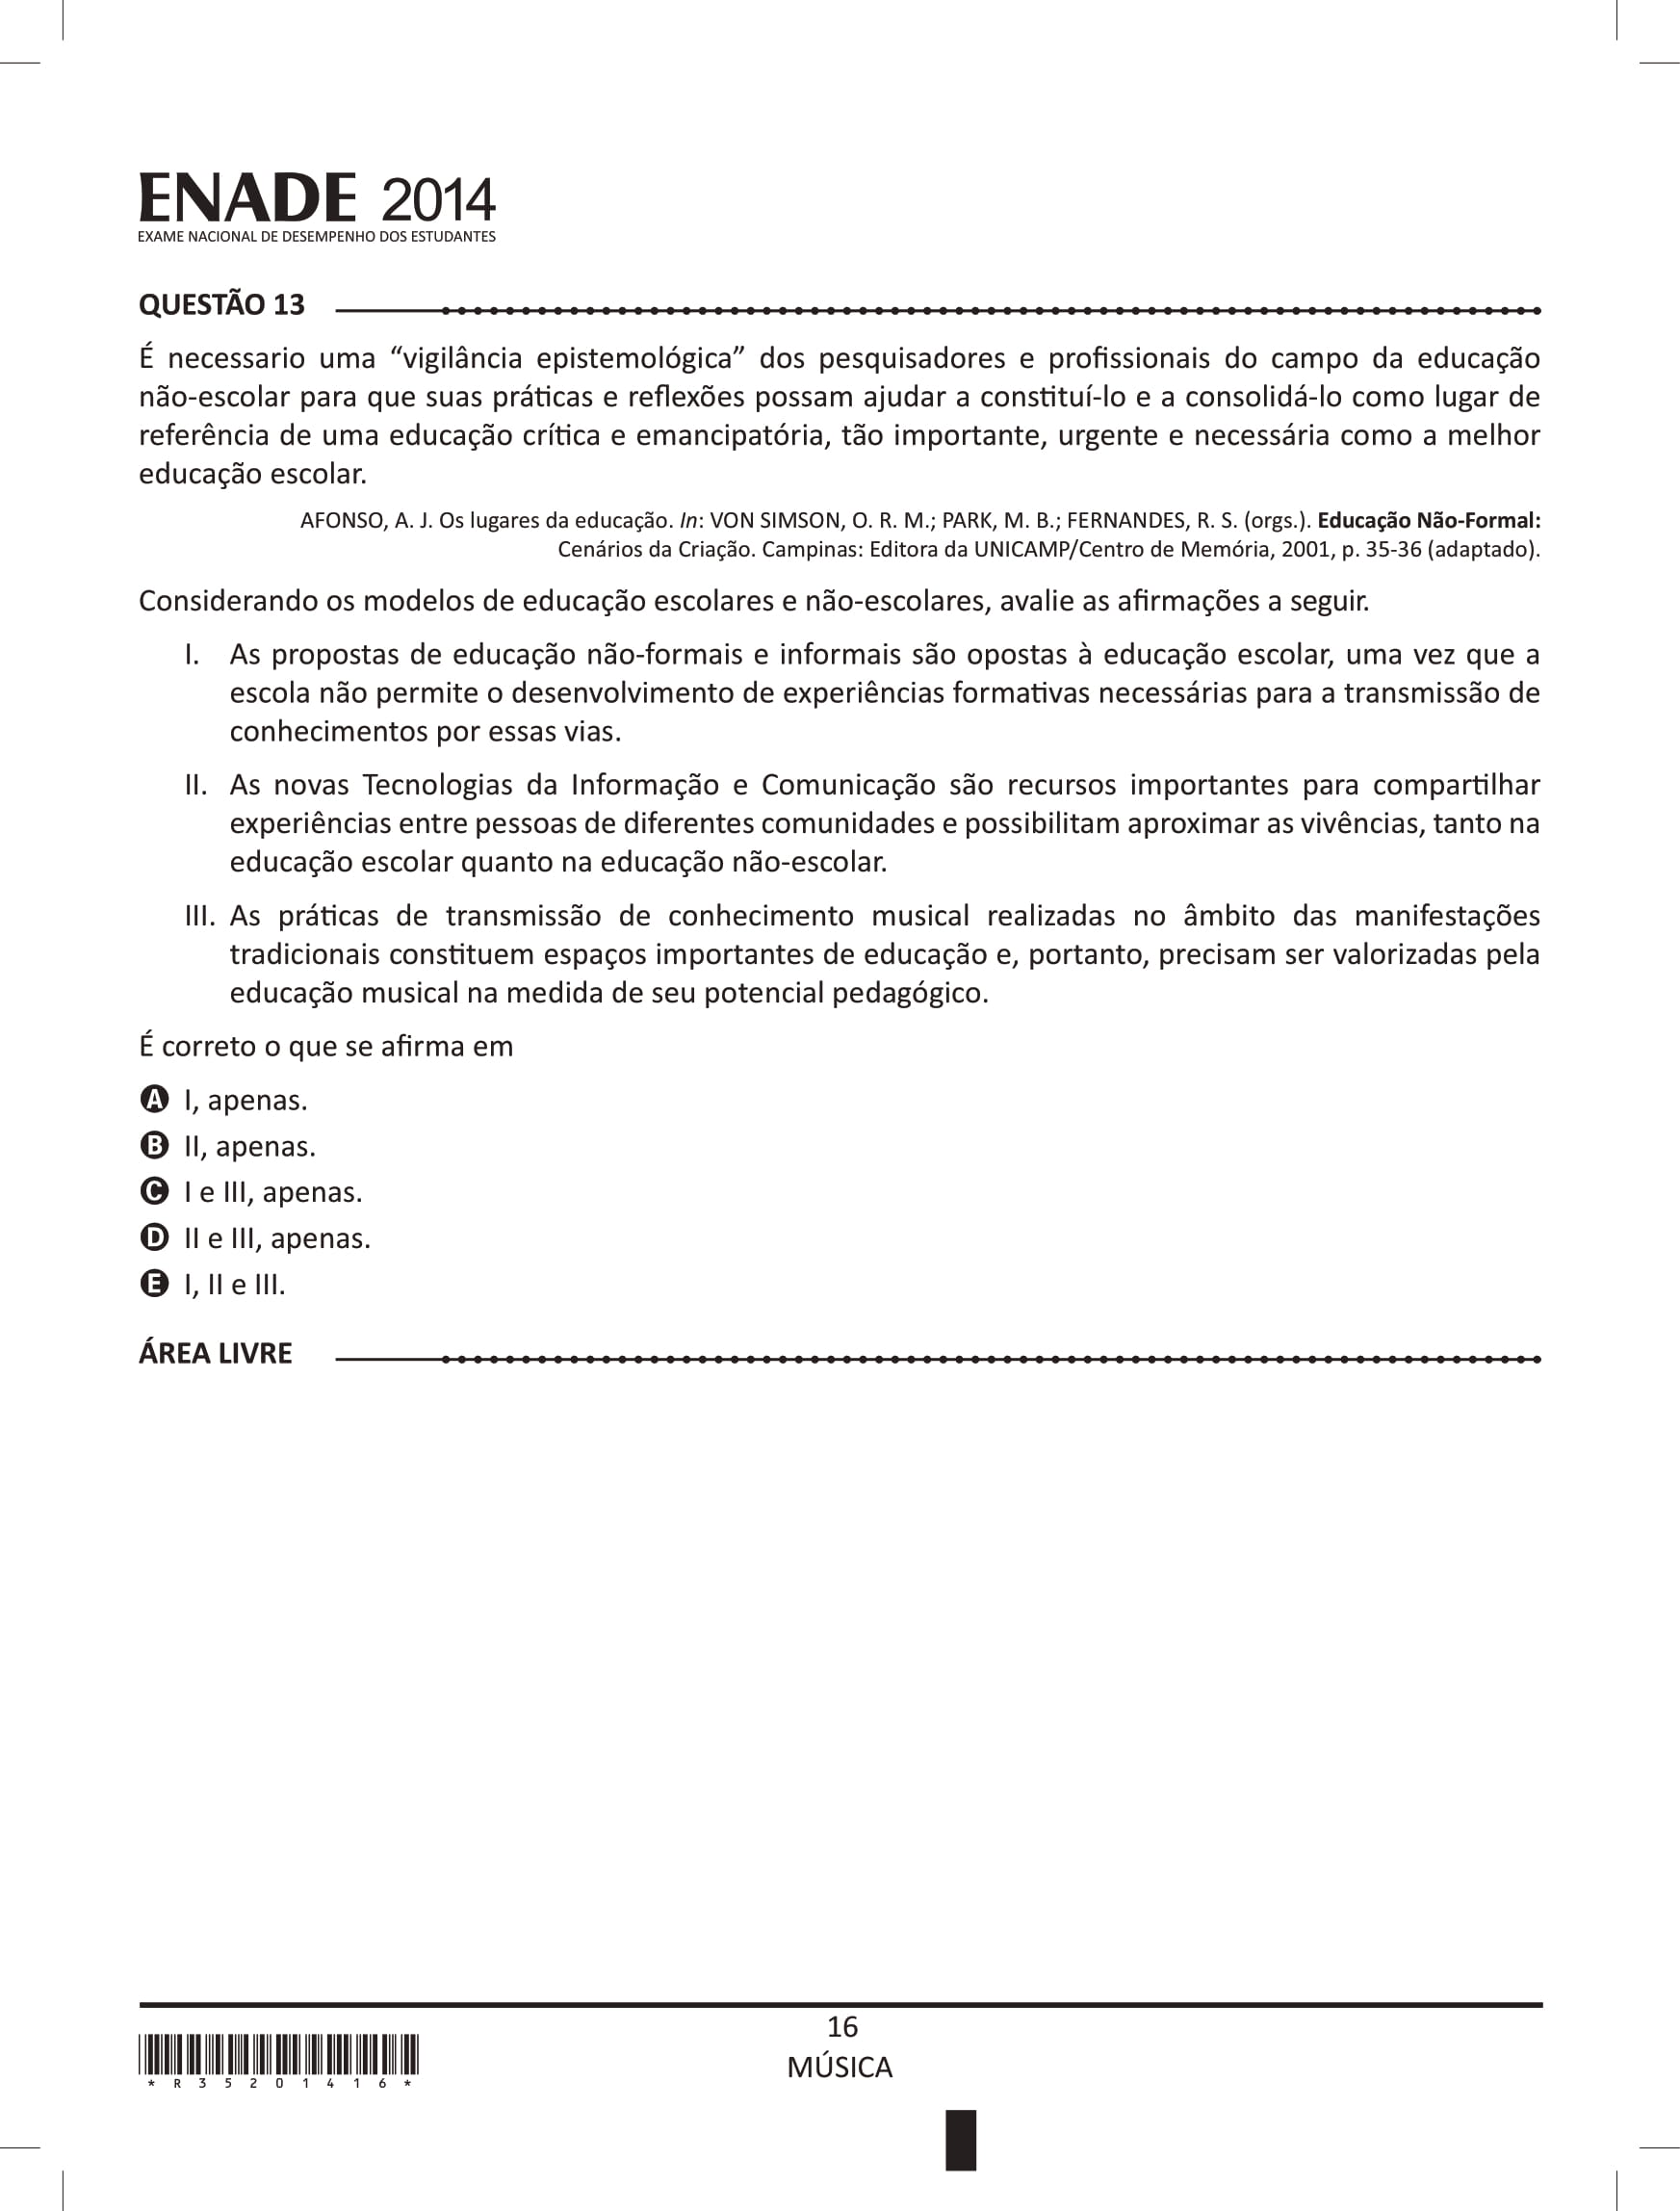 ENADE 2014
EXAME NACIONAL DE DESEMPENHO DOS ESTUDANTES
QUESTÃO 13
É necessario uma “vigilância epistemológica” dos pesquisadores e profissionais do campo da educação
não-escolar para que suas práticas e reflexões possam ajudar a constituí-lo e a consolidá-lo como lugar de
referência de uma educação crítica e emancipatória, tão importante, urgente e necessária como a melhor
educação escolar.
AFONSO, A. J. Os lugares da educação. In: VON SIMSON, O. R. M.; PARK, M. B.; FERNANDES, R. S. (orgs.). Educação Não-Formal:
Cenários da Criação. Campinas: Editora da UNICAMP/Centro de Memória, 2001, p. 35-36 (adaptado).
Considerando os modelos de educação escolares e não-escolares, avalie as afirmações a seguir.
I. As propostas de educação não-formais e informais são opostas à educação escolar, uma vez que a
escola não permite o desenvolvimento de experiências formativas necessárias para a transmissão de
conhecimentos por essas vias.
II. As novas Tecnologias da Informação e Comunicação são recursos importantes para compartilhar
experiências entre pessoas de diferentes comunidades e possibilitam aproximar as vivências, tanto na
educação escolar quanto na educação não-escolar.
III. As práticas de transmissão de conhecimento musical realizadas no âmbito das manifestações
tradicionais constituem espaços importantes de educação e, portanto, precisam ser valorizadas pela
educação musical na medida de seu potencial pedagógico.
É correto o que se afirma em
A I, apenas.
B II, apenas.
C I e III, apenas.
D II e III, apenas.
E I, II e III.
ÁREA LIVRE
16
MÚSICA
*R35201416*